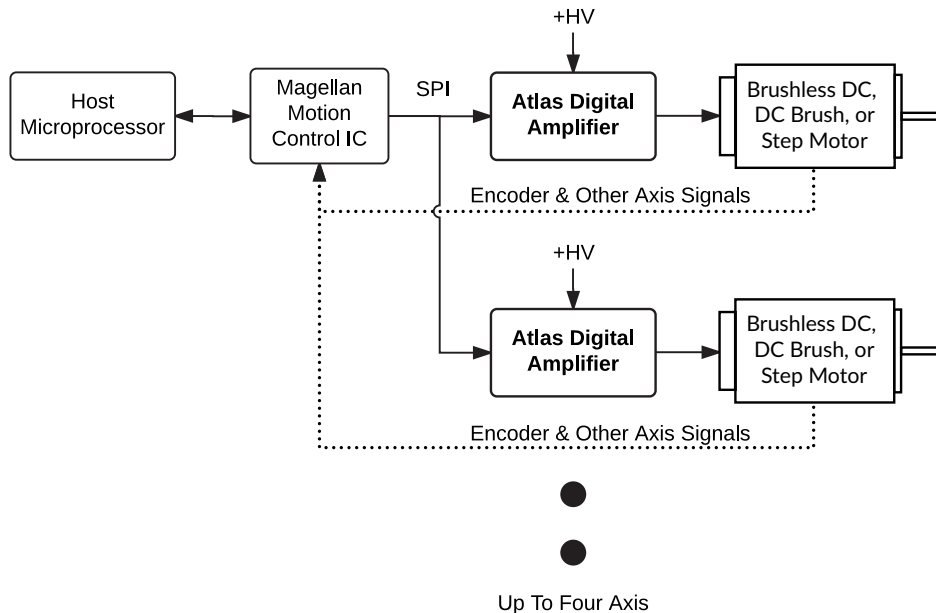 +HV
Host
Microprocessor
Magellan
Motion
Control IC
SPI
Atlas Digital
Amplifier
Brushless DC,
DC Brush, or
Step Motor
Encoder & Other Axis Signals
+HV
Atlas Digital
Amplifier
Brushless DC,
DC Brush, or
Step Motor
Encoder & Other Axis Signals
Up To Four Axis